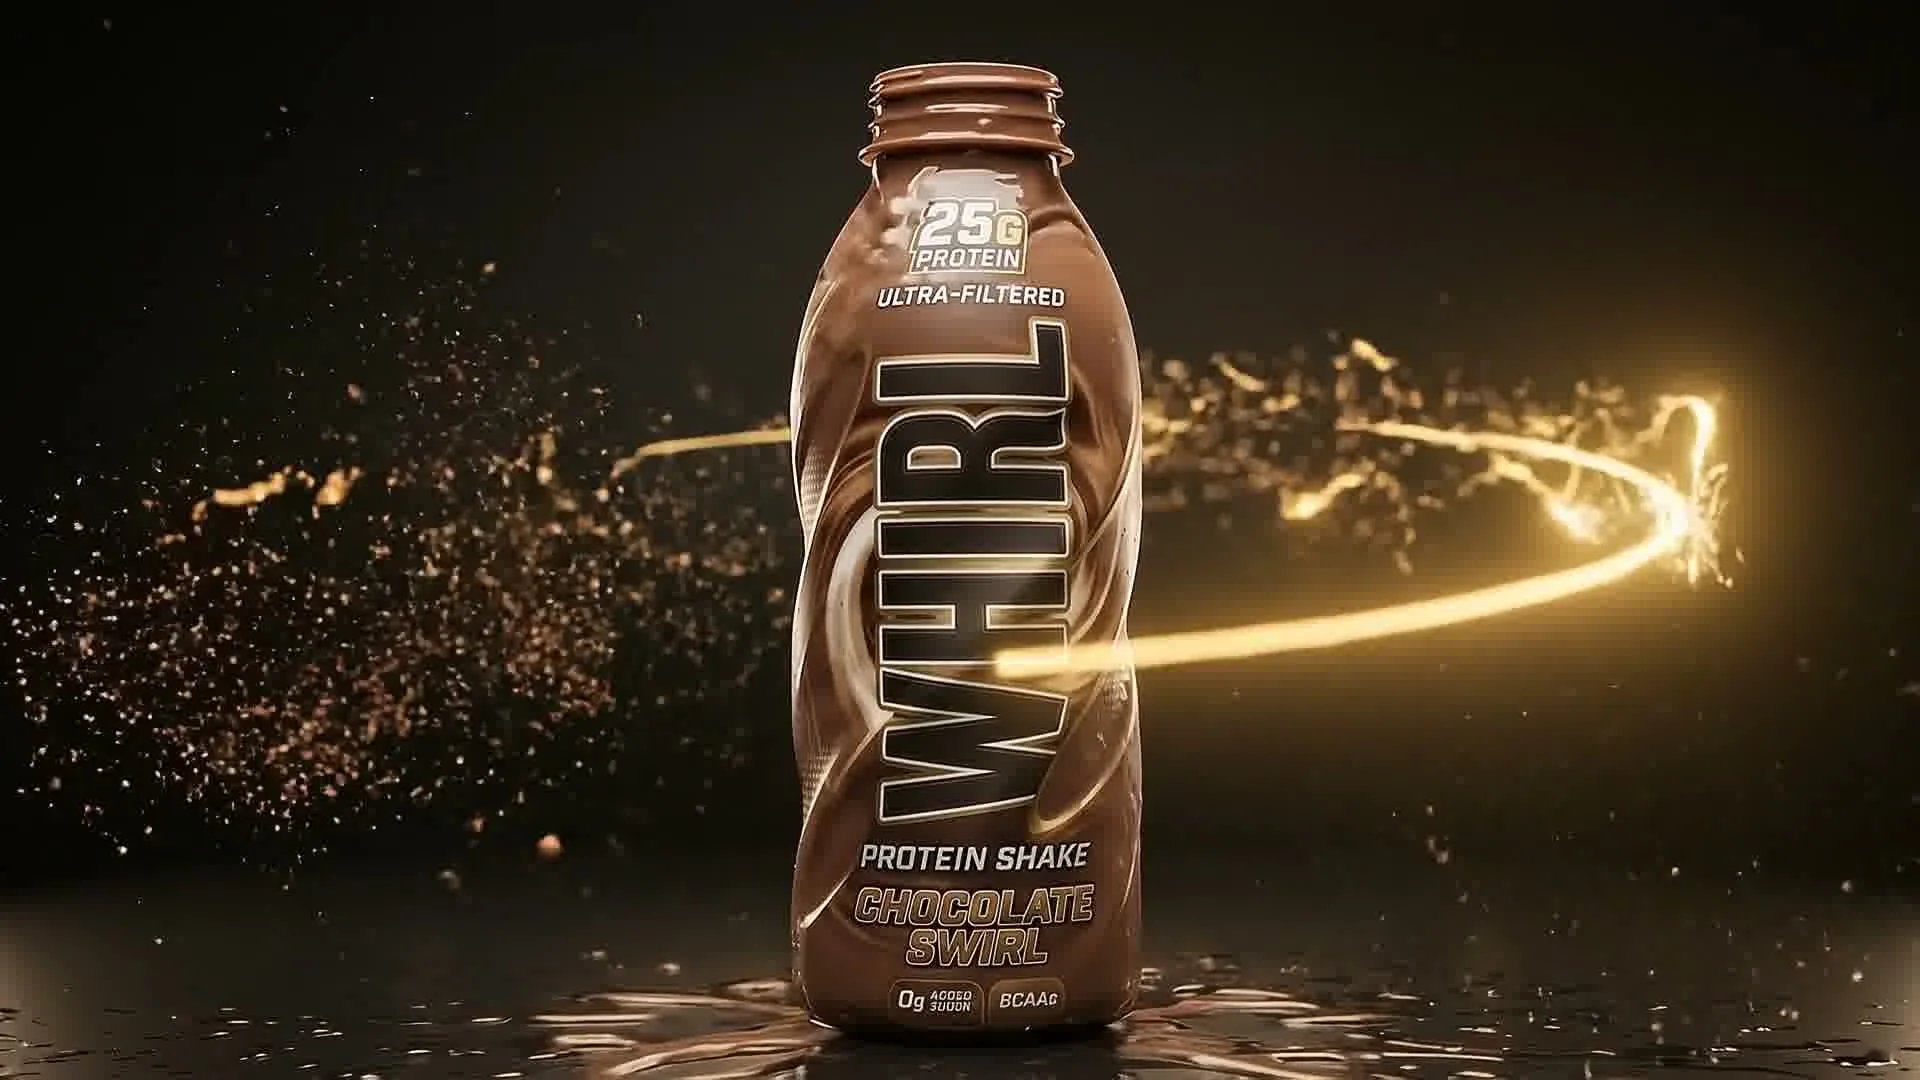 25G
PROTEIN
ULTRA-FILTERED
WHIRL
PROTEIN SHAKE
CHOCOLATE
SWIRL
0g